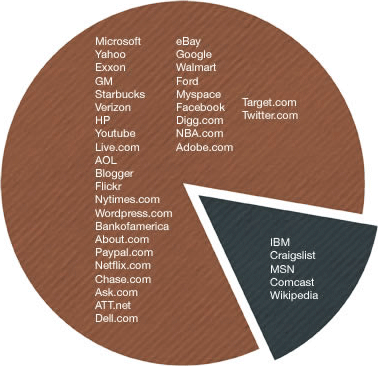 Microsoft
Yahoo
Exxon
GM
Starbucks
Verizon
HP
Youtube
Live.com
AOL
Blogger
Flickr
Nytimes.com
Wordpress.com
Bankofamerica
About.com
Paypal.com
Netflix.com
Chase.com
Ask.com
ATT.net
Dell.com
eBay
Google
Walmart
Ford
Myspace
Facebook
Digg.com
NBA.com
Adobe.com
Target.com
Twitter.com
IBM
Craigslist
MSN
Comcast
Wikipedia